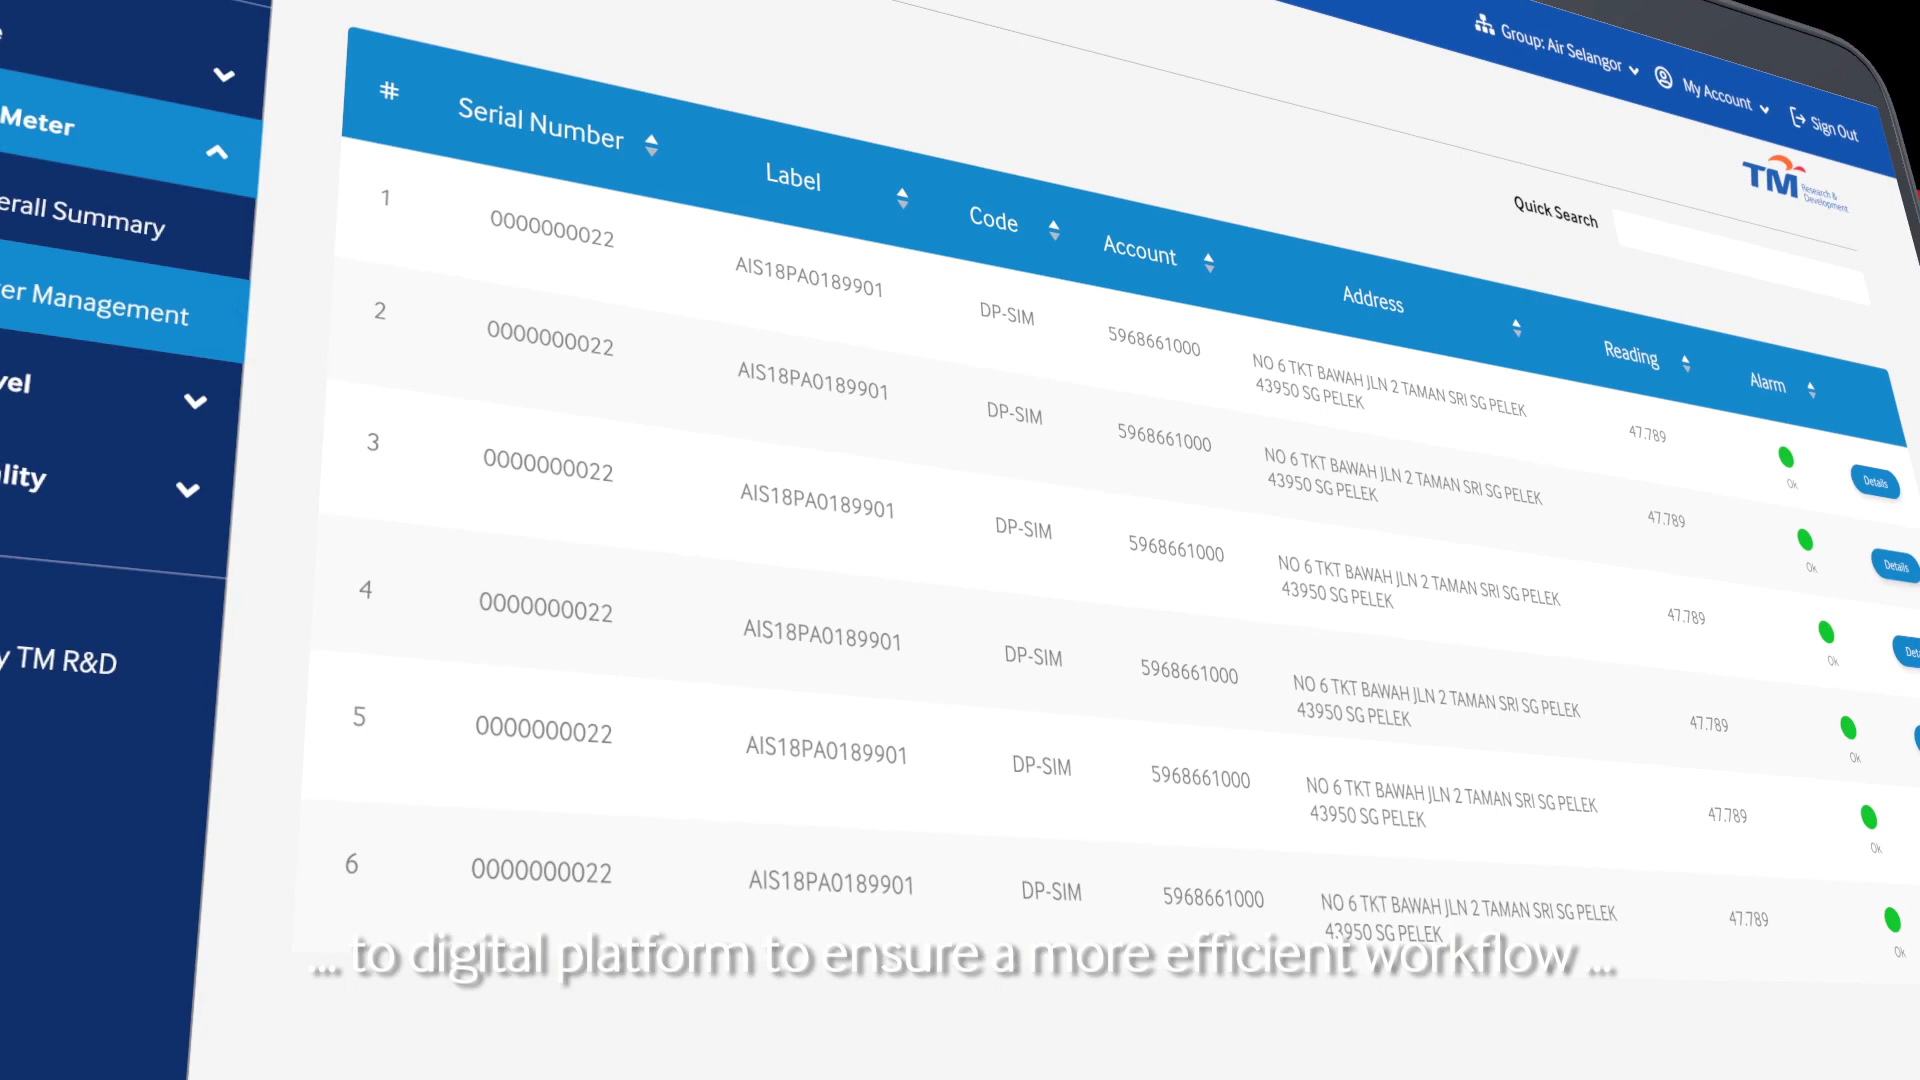 Group: Air Selangor
My Account
Sign Out
TM Research &
Development
Quick Search
Meter
erall Summary
er Management
vel
lity
y TM R&D
# Serial Number Label Code Account Address Reading Alarm
1 0000000022 AIS18PA0189901 DP-SIM 5968661000 NO 6 TKT BAWAH JLN 2 TAMAN SRI SG PELEK
43950 SG PELEK 47.789 Ok Details
2 0000000022 AIS18PA0189901 DP-SIM 5968661000 NO 6 TKT BAWAH JLN 2 TAMAN SRI SG PELEK
43950 SG PELEK 47.789 Ok Details
3 0000000022 AIS18PA0189901 DP-SIM 5968661000 NO 6 TKT BAWAH JLN 2 TAMAN SRI SG PELEK
43950 SG PELEK 47.789 Ok Deta
4 0000000022 AIS18PA0189901 DP-SIM 5968661000 NO 6 TKT BAWAH JLN 2 TAMAN SRI SG PELEK
43950 SG PELEK 47.789 Ok
5 0000000022 AIS18PA0189901 DP-SIM 5968661000 NO 6 TKT BAWAH JLN 2 TAMAN SRI SG PELEK
43950 SG PELEK 47.789 Ok
6 0000000022 AIS18PA0189901 DP-SIM 5968661000 NO 6 TKT BAWAH JLN 2 TAMAN SRI SG PELEK
43950 SG PELEK 47.789 Ok
... to digital platform to ensure a more efficient workflow ...